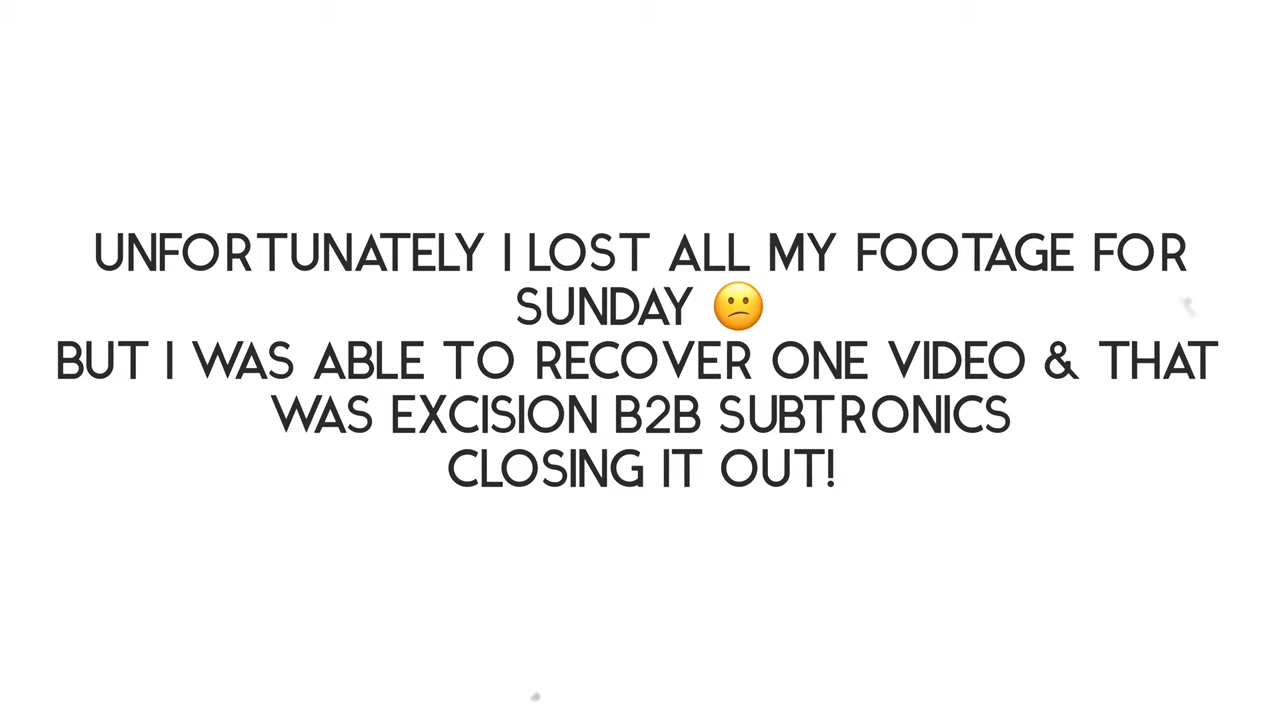 UNFORTUNATELY I LOST ALL MY FOOTAGE FOR
SUNDAY 😕
BUT I WAS ABLE TO RECOVER ONE VIDEO & THAT
WAS EXCISION B2B SUBTRONICS
CLOSING IT OUT!